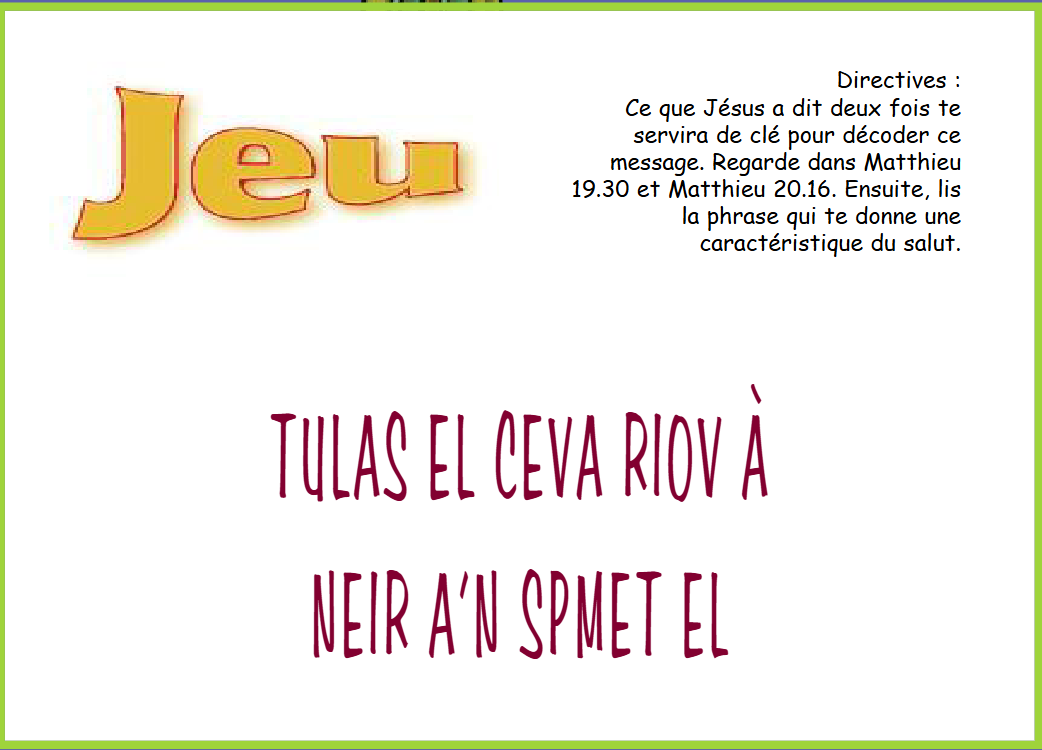 Jeu
Directives :
Ce que Jésus a dit deux fois te
servira de clé pour décoder ce
message. Regarde dans Matthieu
19.30 et Matthieu 20.16. Ensuite, lis
la phrase qui te donne une
caractéristique du salut.
TULAS EL CEVA RIOV À
NEIR A'N SPMET EL